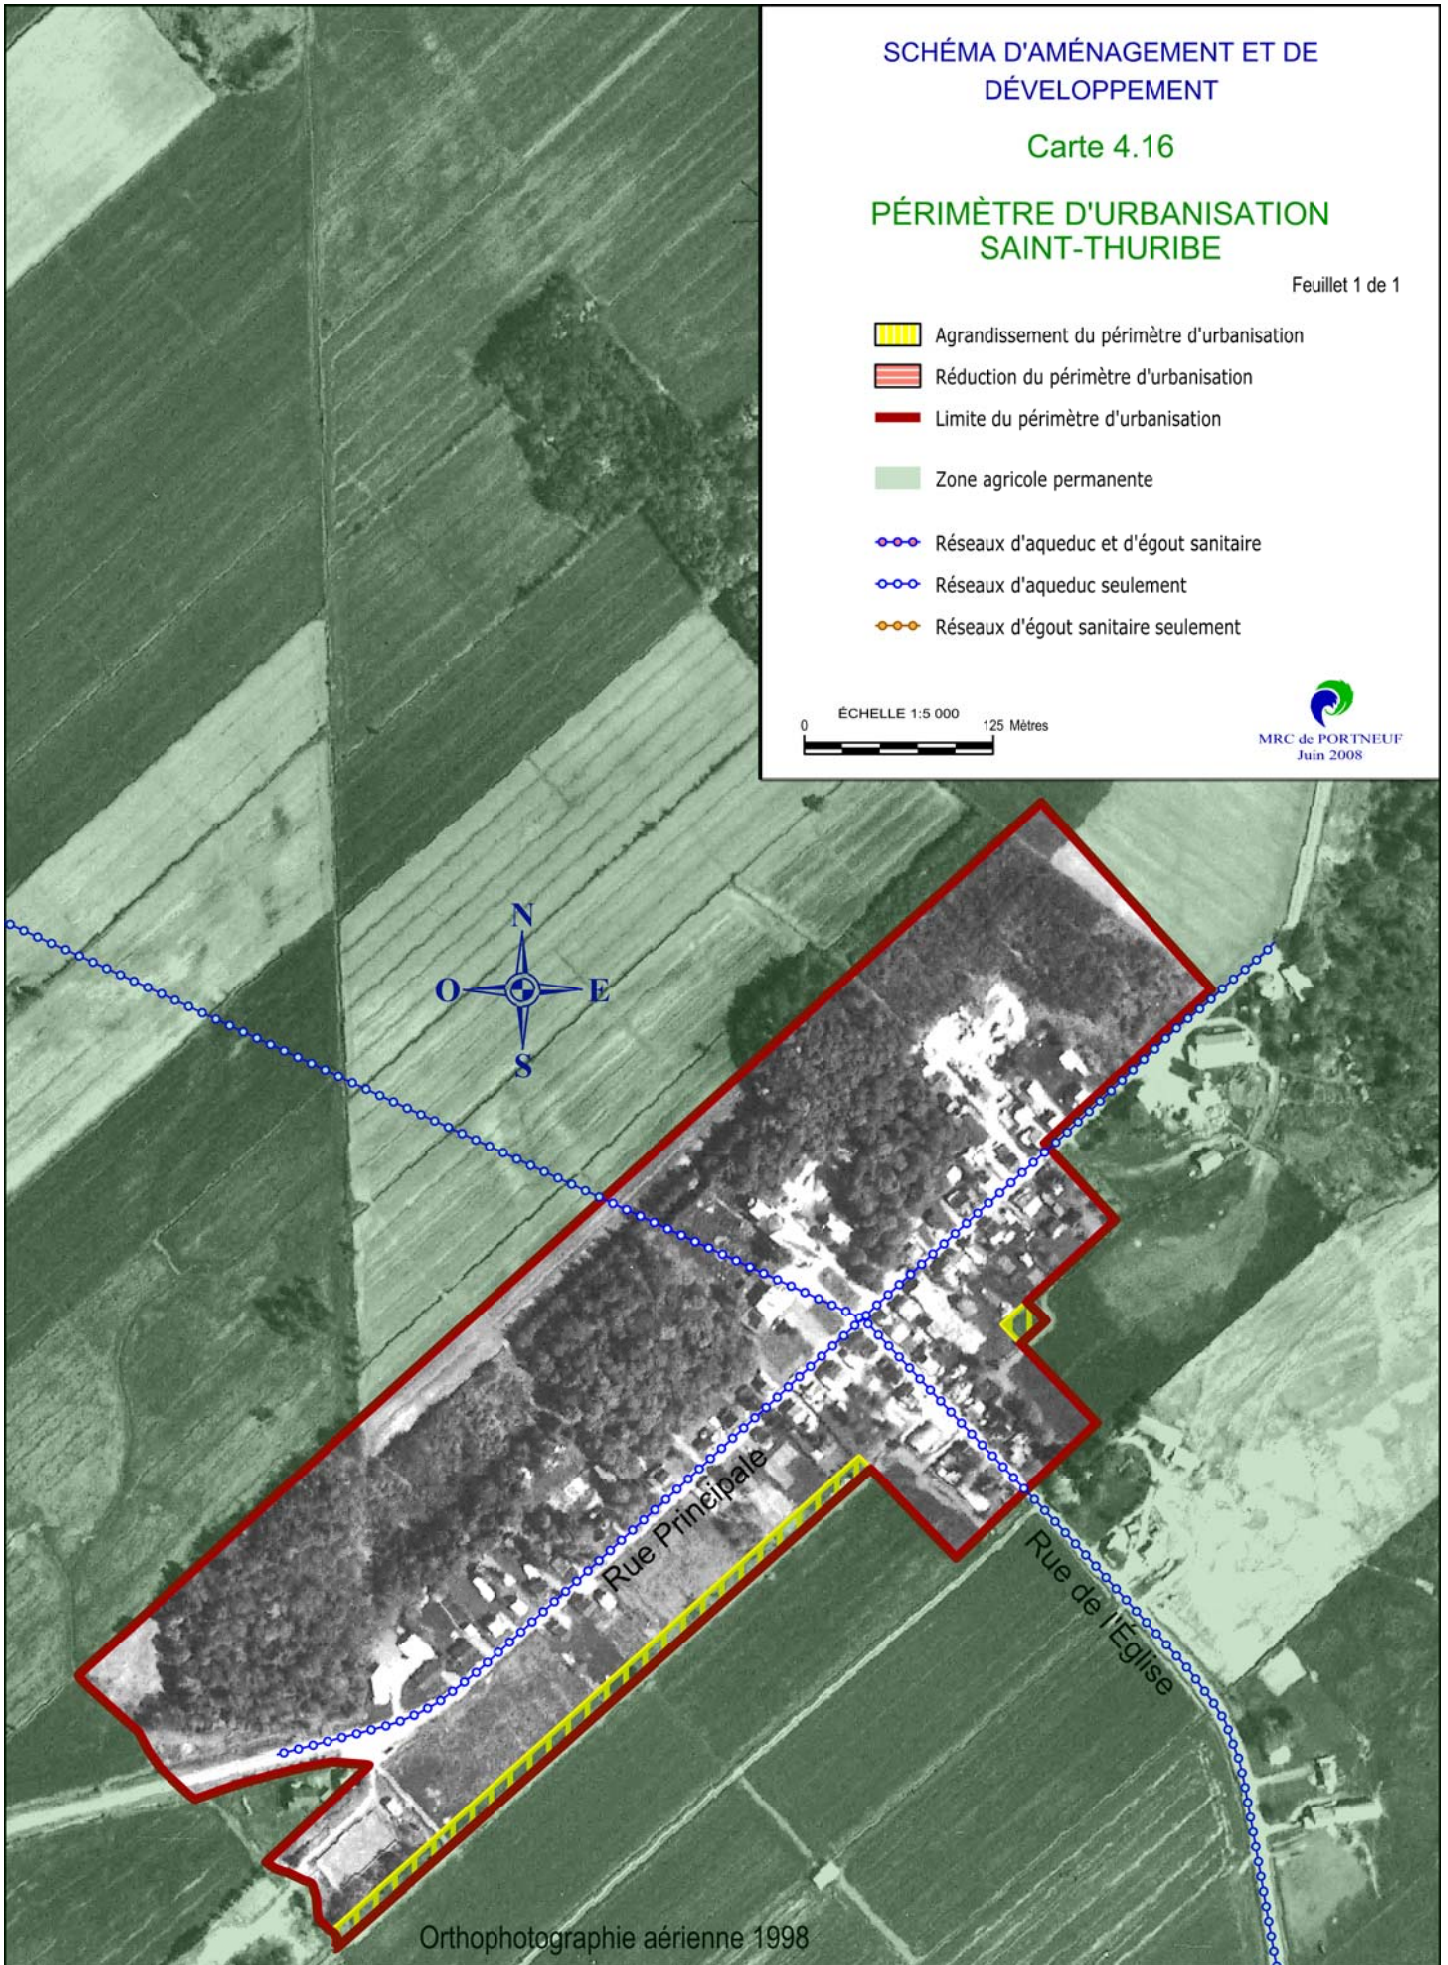 SCHÉMA D'AMÉNAGEMENT ET DE
DÉVELOPPEMENT
Carte 4.16
PÉRIMÈTRE D'URBANISATION
SAINT-THURIBE
Feuillet 1 de 1
Agrandissement du périmètre d'urbanisation
Réduction du périmètre d'urbanisation
Limite du périmètre d'urbanisation
Zone agricole permanente
Réseaux d'aqueduc et d'égout sanitaire
Réseaux d'aqueduc seulement
Réseaux d'égout sanitaire seulement
ÉCHELLE 1:5 000
0 125 Mètres
MRC de PORTNEUF
Juin 2008
N
O E
S
Rue Principale
Rue de l'Église
Orthophotographie aérienne 1998